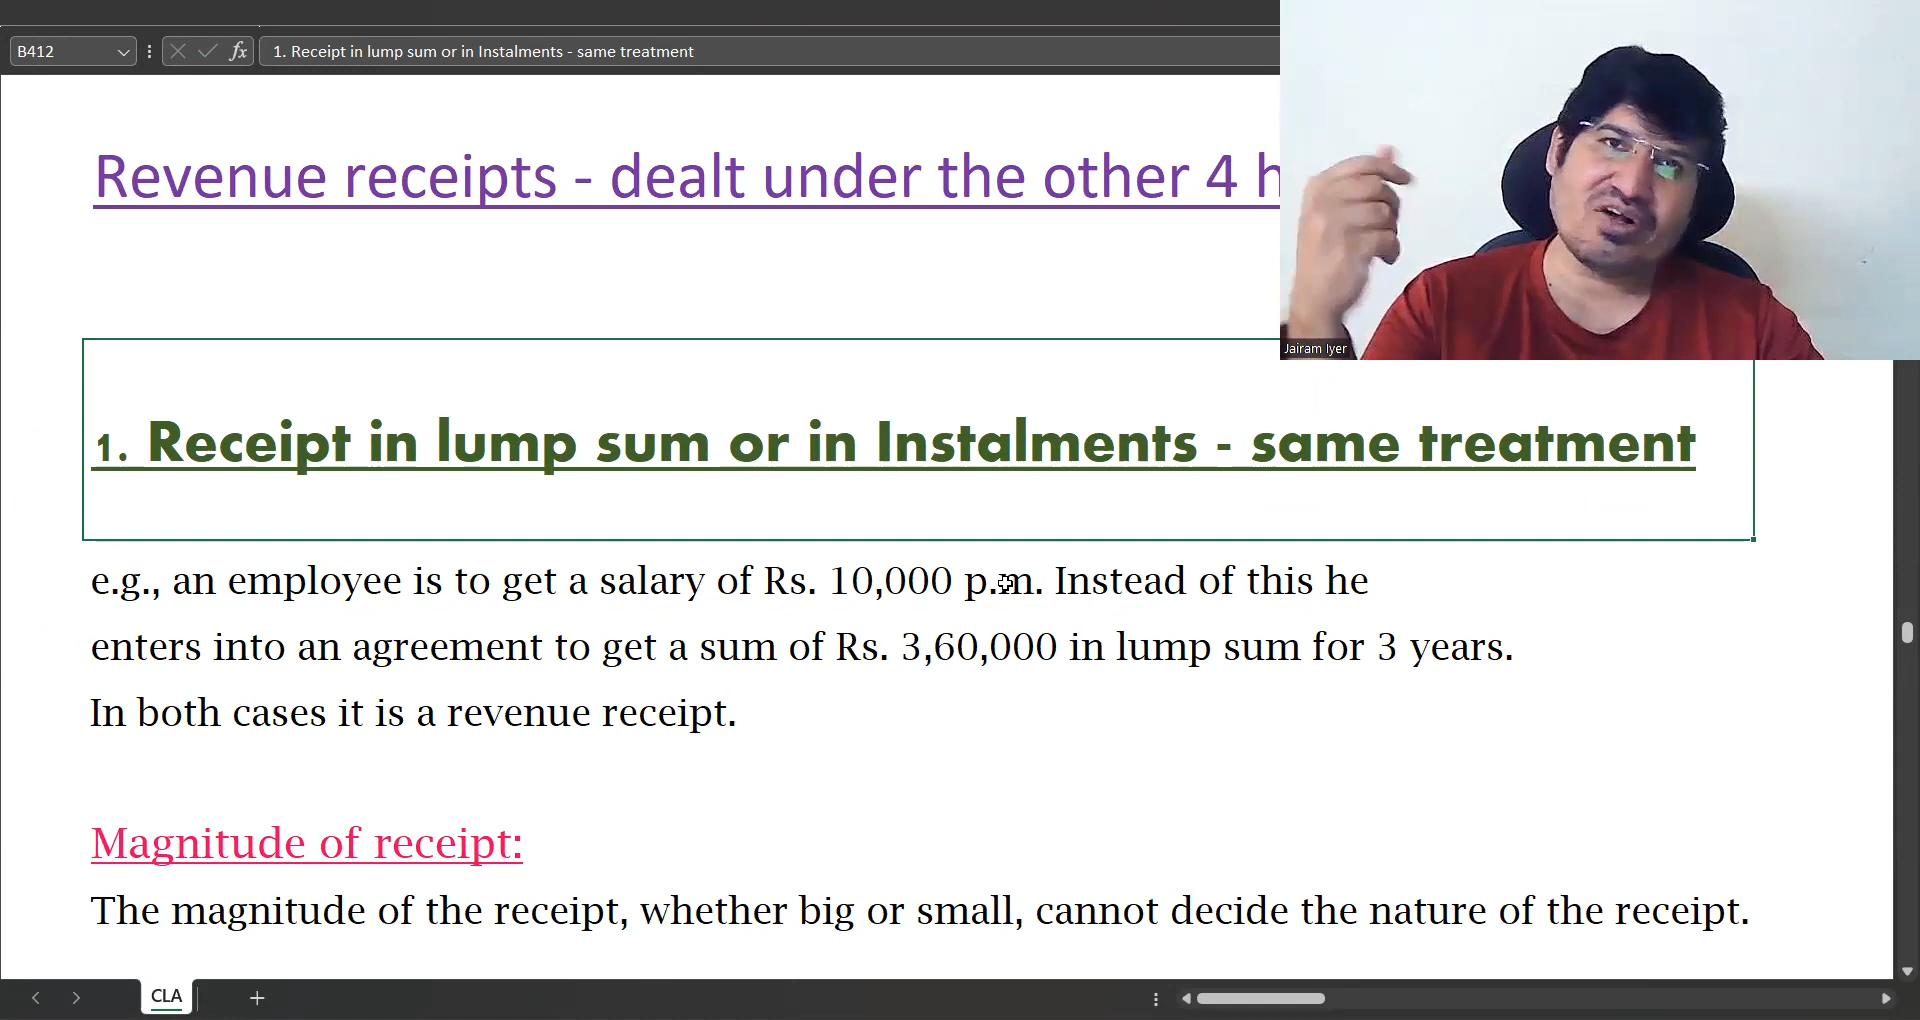 B412
fx
1. Receipt in lump sum or in Instalments - same treatment
Revenue receipts - dealt under the other 4 h
Jairam Iyer
1. Receipt in lump sum or in Instalments - same treatment
e.g., an employee is to get a salary of Rs. 10,000 p.m. Instead of this he
enters into an agreement to get a sum of Rs. 3,60,000 in lump sum for 3 years.
In both cases it is a revenue receipt.
Magnitude of receipt:
The magnitude of the receipt, whether big or small, cannot decide the nature of the receipt.
CLA